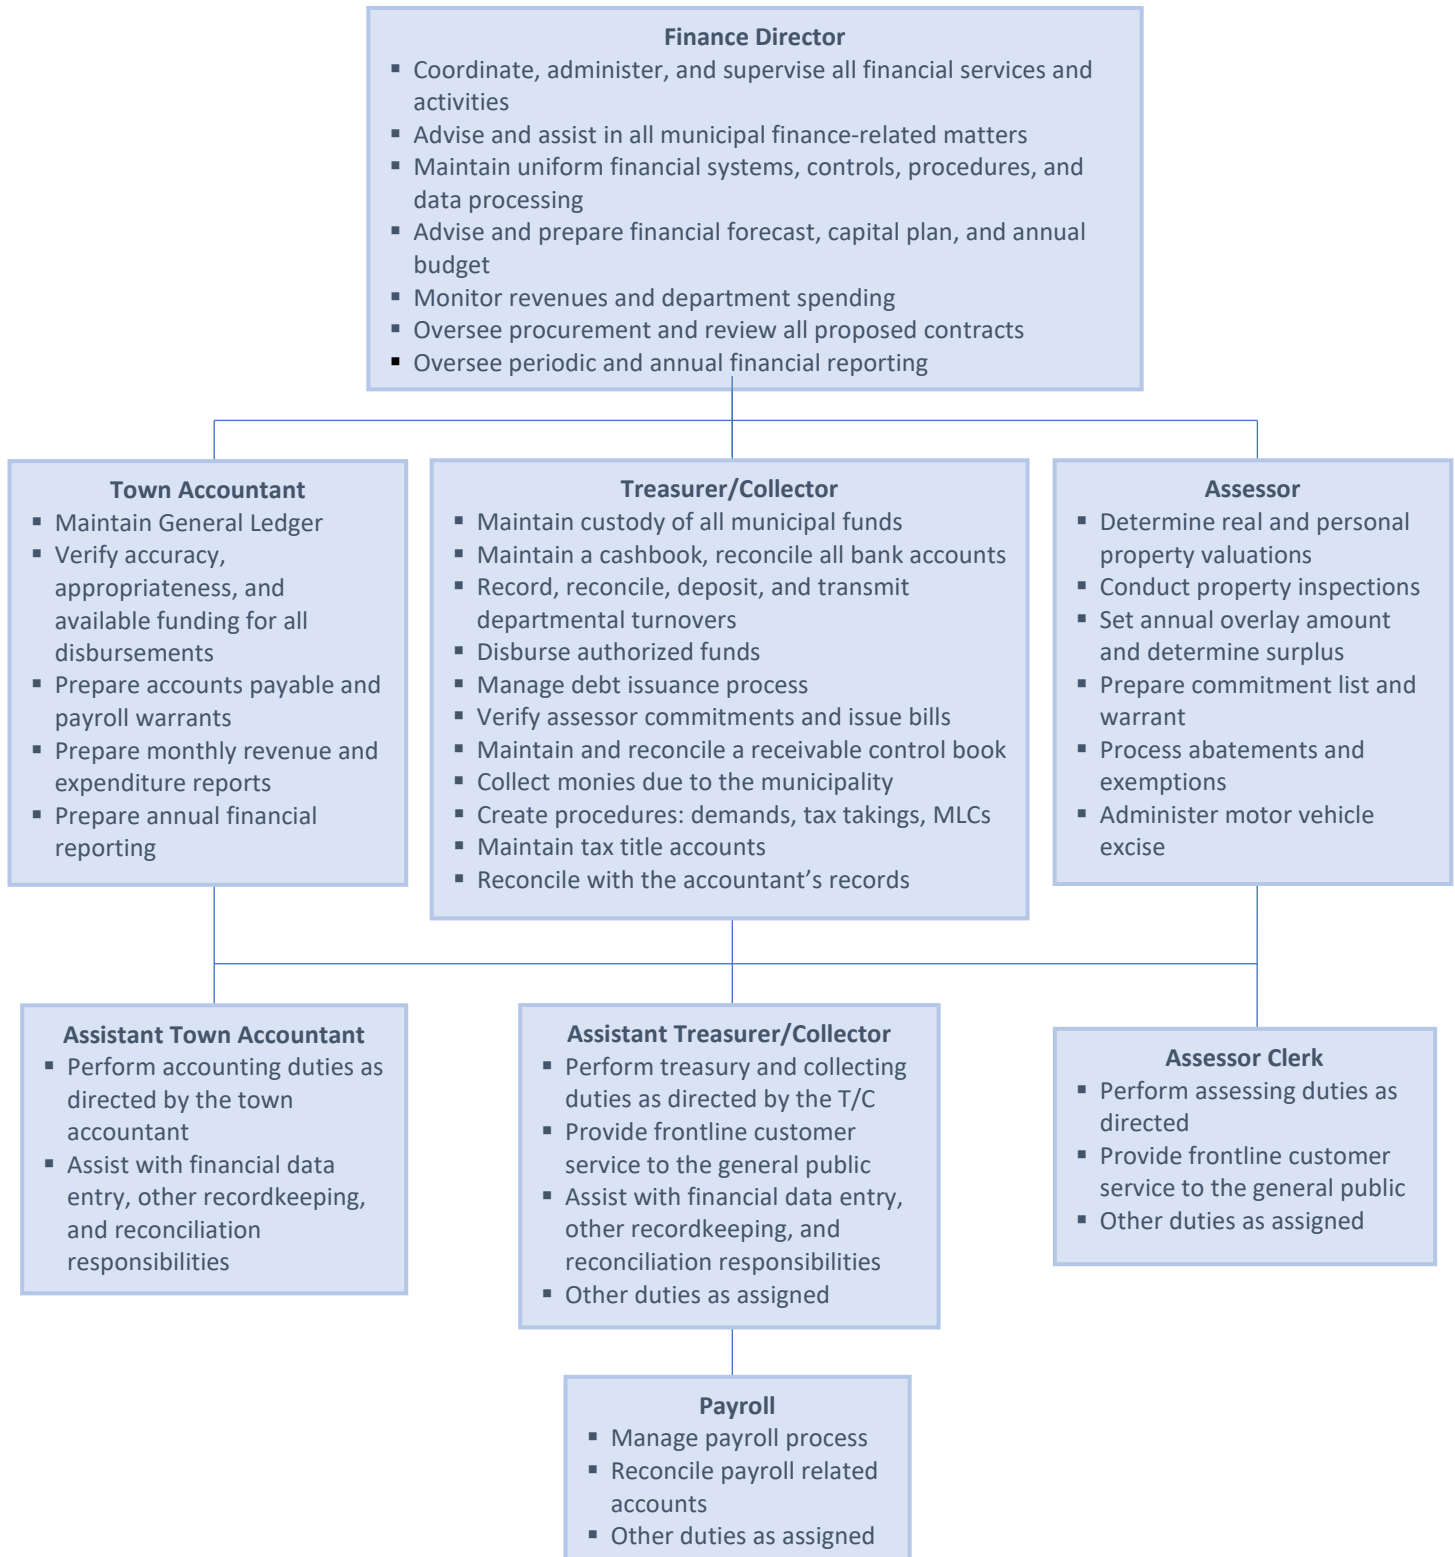 Finance Director
▪ Coordinate, administer, and supervise all financial services and
activities
▪ Advise and assist in all municipal finance-related matters
▪ Maintain uniform financial systems, controls, procedures, and
data processing
▪ Advise and prepare financial forecast, capital plan, and annual
budget
▪ Monitor revenues and department spending
▪ Oversee procurement and review all proposed contracts
▪ Oversee periodic and annual financial reporting
Town Accountant
▪ Maintain General Ledger
▪ Verify accuracy,
appropriateness, and
available funding for all
disbursements
▪ Prepare accounts payable and
payroll warrants
▪ Prepare monthly revenue and
expenditure reports
▪ Prepare annual financial
reporting
Treasurer/Collector
▪ Maintain custody of all municipal funds
▪ Maintain a cashbook, reconcile all bank accounts
▪ Record, reconcile, deposit, and transmit
departmental turnovers
▪ Disburse authorized funds
▪ Manage debt issuance process
▪ Verify assessor commitments and issue bills
▪ Maintain and reconcile a receivable control book
▪ Collect monies due to the municipality
▪ Create procedures: demands, tax takings, MLCs
▪ Maintain tax title accounts
▪ Reconcile with the accountant’s records
Assessor
▪ Determine real and personal
property valuations
▪ Conduct property inspections
▪ Set annual overlay amount
and determine surplus
▪ Prepare commitment list and
warrant
▪ Process abatements and
exemptions
▪ Administer motor vehicle
excise
Assistant Town Accountant
▪ Perform accounting duties as
directed by the town
accountant
▪ Assist with financial data
entry, other recordkeeping,
and reconciliation
responsibilities
Assistant Treasurer/Collector
▪ Perform treasury and collecting
duties as directed by the T/C
▪ Provide frontline customer
service to the general public
▪ Assist with financial data entry,
other recordkeeping, and
reconciliation responsibilities
▪ Other duties as assigned
Assessor Clerk
▪ Perform assessing duties as
directed
▪ Provide frontline customer
service to the general public
▪ Other duties as assigned
Payroll
▪ Manage payroll process
▪ Reconcile payroll related
accounts
▪ Other duties as assigned